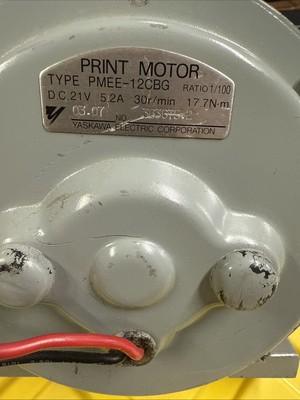 PRINT MOTOR
TYPE PMEE-12CBG RATIO 1/100
D.C. 21V 5.2A 30r/min 17.7N·m
03.07 NO.
YASKAWA ELECTRIC CORPORATION